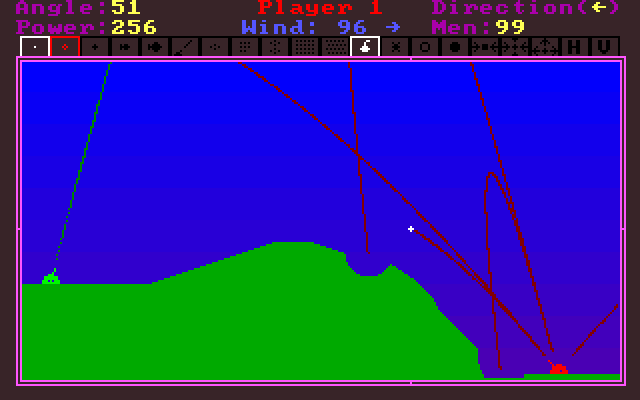 Angle:51 Player 1 Direction(←)
Power:256 Wind: 96 → Men:99
H V